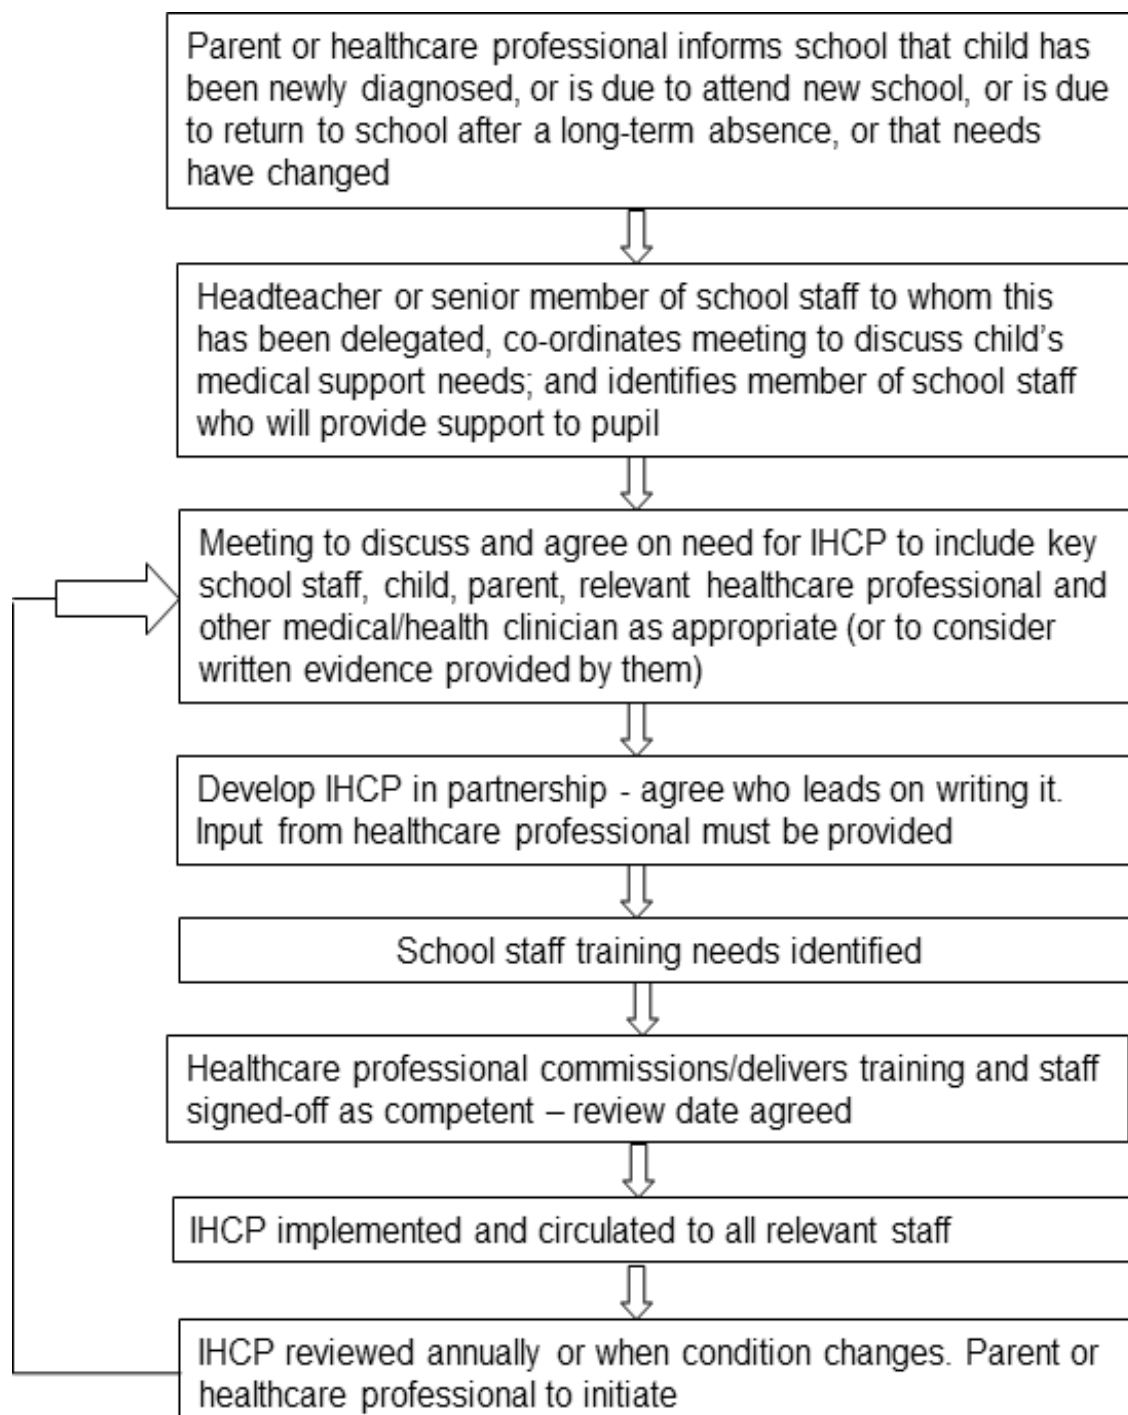 Parent or healthcare professional informs school that child has
been newly diagnosed, or is due to attend new school, or is due
to return to school after a long-term absence, or that needs
have changed
Headteacher or senior member of school staff to whom this
has been delegated, co-ordinates meeting to discuss child’s
medical support needs; and identifies member of school staff
who will provide support to pupil
Meeting to discuss and agree on need for IHCP to include key
school staff, child, parent, relevant healthcare professional and
other medical/health clinician as appropriate (or to consider
written evidence provided by them)
Develop IHCP in partnership - agree who leads on writing it.
Input from healthcare professional must be provided
School staff training needs identified
Healthcare professional commissions/delivers training and staff
signed-off as competent – review date agreed
IHCP implemented and circulated to all relevant staff
IHCP reviewed annually or when condition changes. Parent or
healthcare professional to initiate